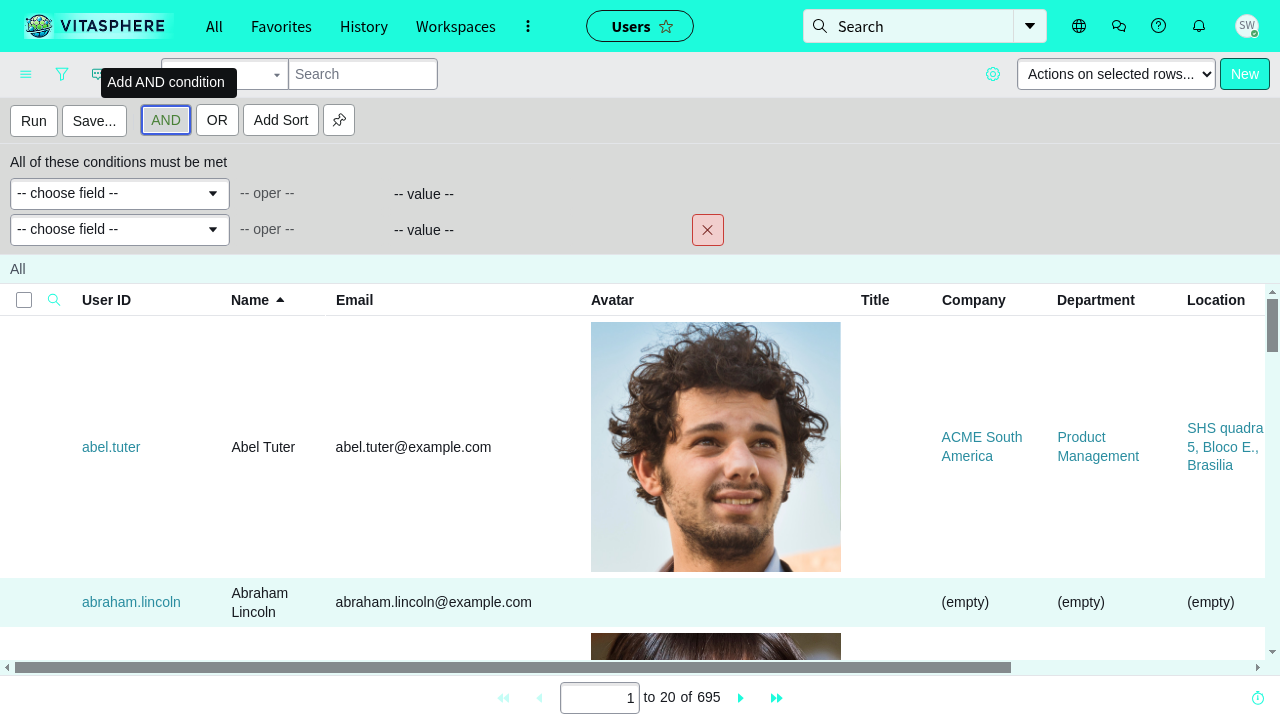 VITASPHERE
All
Favorites
History
Workspaces
Users
Search
SW
Add AND condition
Search
Actions on selected rows...
New
Run
Save...
AND
OR
Add Sort
All of these conditions must be met
-- choose field --
-- oper --
-- value --
-- choose field --
-- oper --
-- value --
All
User ID
Name
Email
Avatar
Title
Company
Department
Location
abel.tuter
Abel Tuter
abel.tuter@example.com
ACME South
America
Product
Management
SHS quadra
5, Bloco E.,
Brasilia
abraham.lincoln
Abraham
Lincoln
abraham.lincoln@example.com
(empty)
(empty)
(empty)
1 to 20 of 695